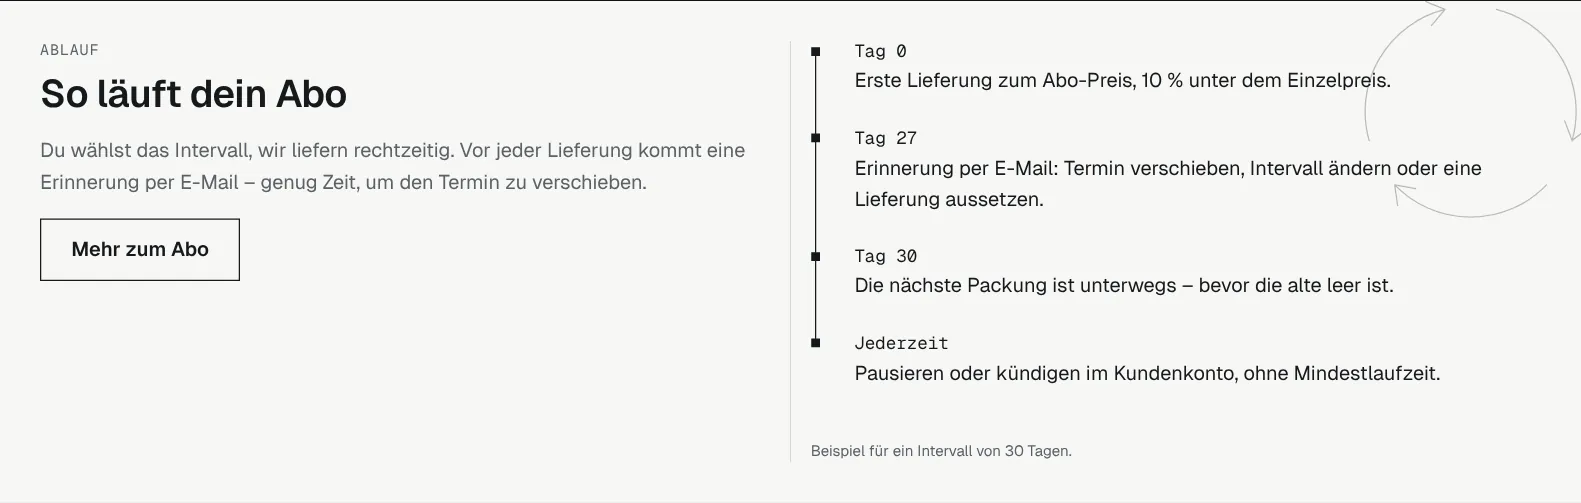 ABLAUF
So läuft dein Abo
Du wählst das Intervall, wir liefern rechtzeitig. Vor jeder Lieferung kommt eine
Erinnerung per E-Mail – genug Zeit, um den Termin zu verschieben.
Mehr zum Abo
Tag 0
Erste Lieferung zum Abo-Preis, 10 % unter dem Einzelpreis.
Tag 27
Erinnerung per E-Mail: Termin verschieben, Intervall ändern oder eine
Lieferung aussetzen.
Tag 30
Die nächste Packung ist unterwegs – bevor die alte leer ist.
Jederzeit
Pausieren oder kündigen im Kundenkonto, ohne Mindestlaufzeit.
Beispiel für ein Intervall von 30 Tagen.